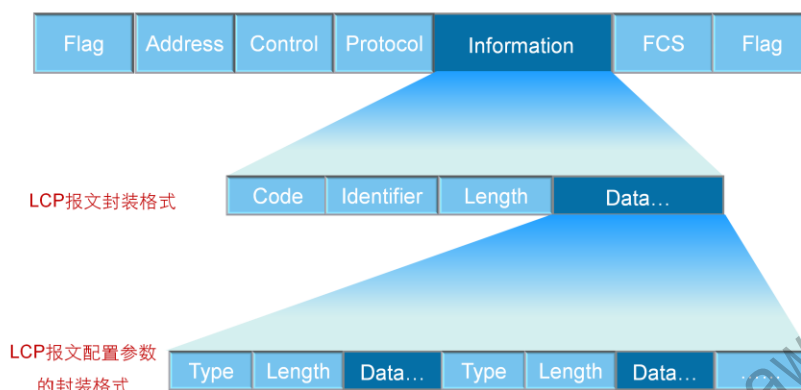 Flag Address Control Protocol Information FCS Flag
LCP报文封装格式 Code Identifier Length Data…
LCP报文配置参数
的封装格式 Type Length Data… Type Length Data… …